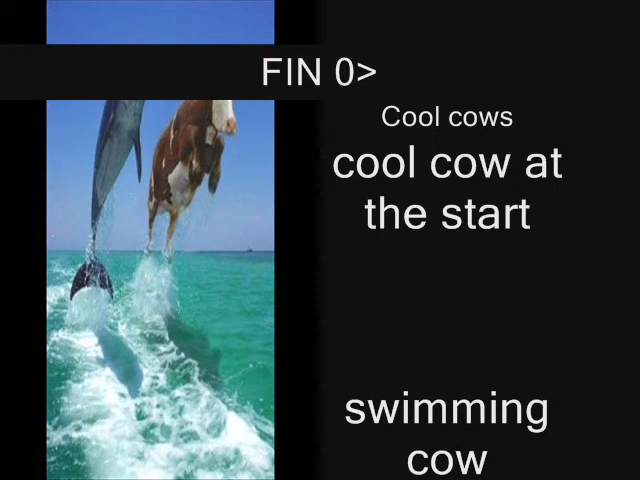 FIN 0>
Cool cows
cool cow at
the start
swimming
cow